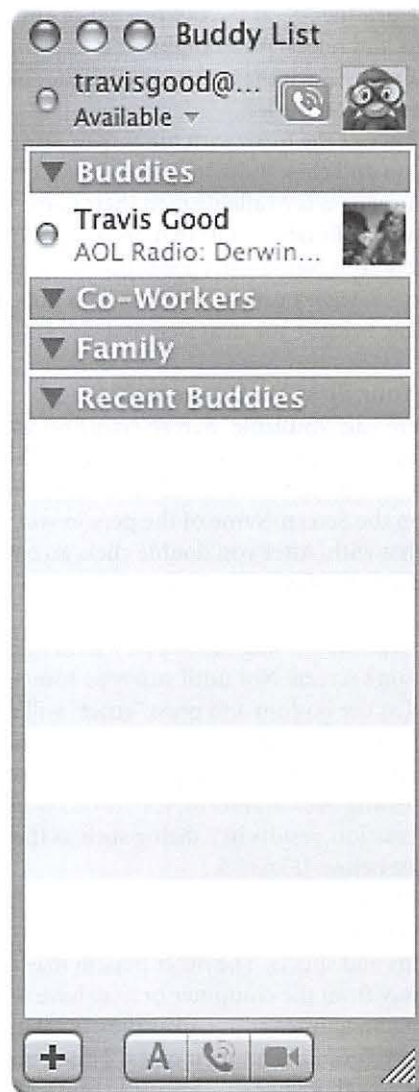 Buddy List
travisgood@...
Available
Buddies
Travis Good
AOL Radio: Derwin...
Co-Workers
Family
Recent Buddies
A